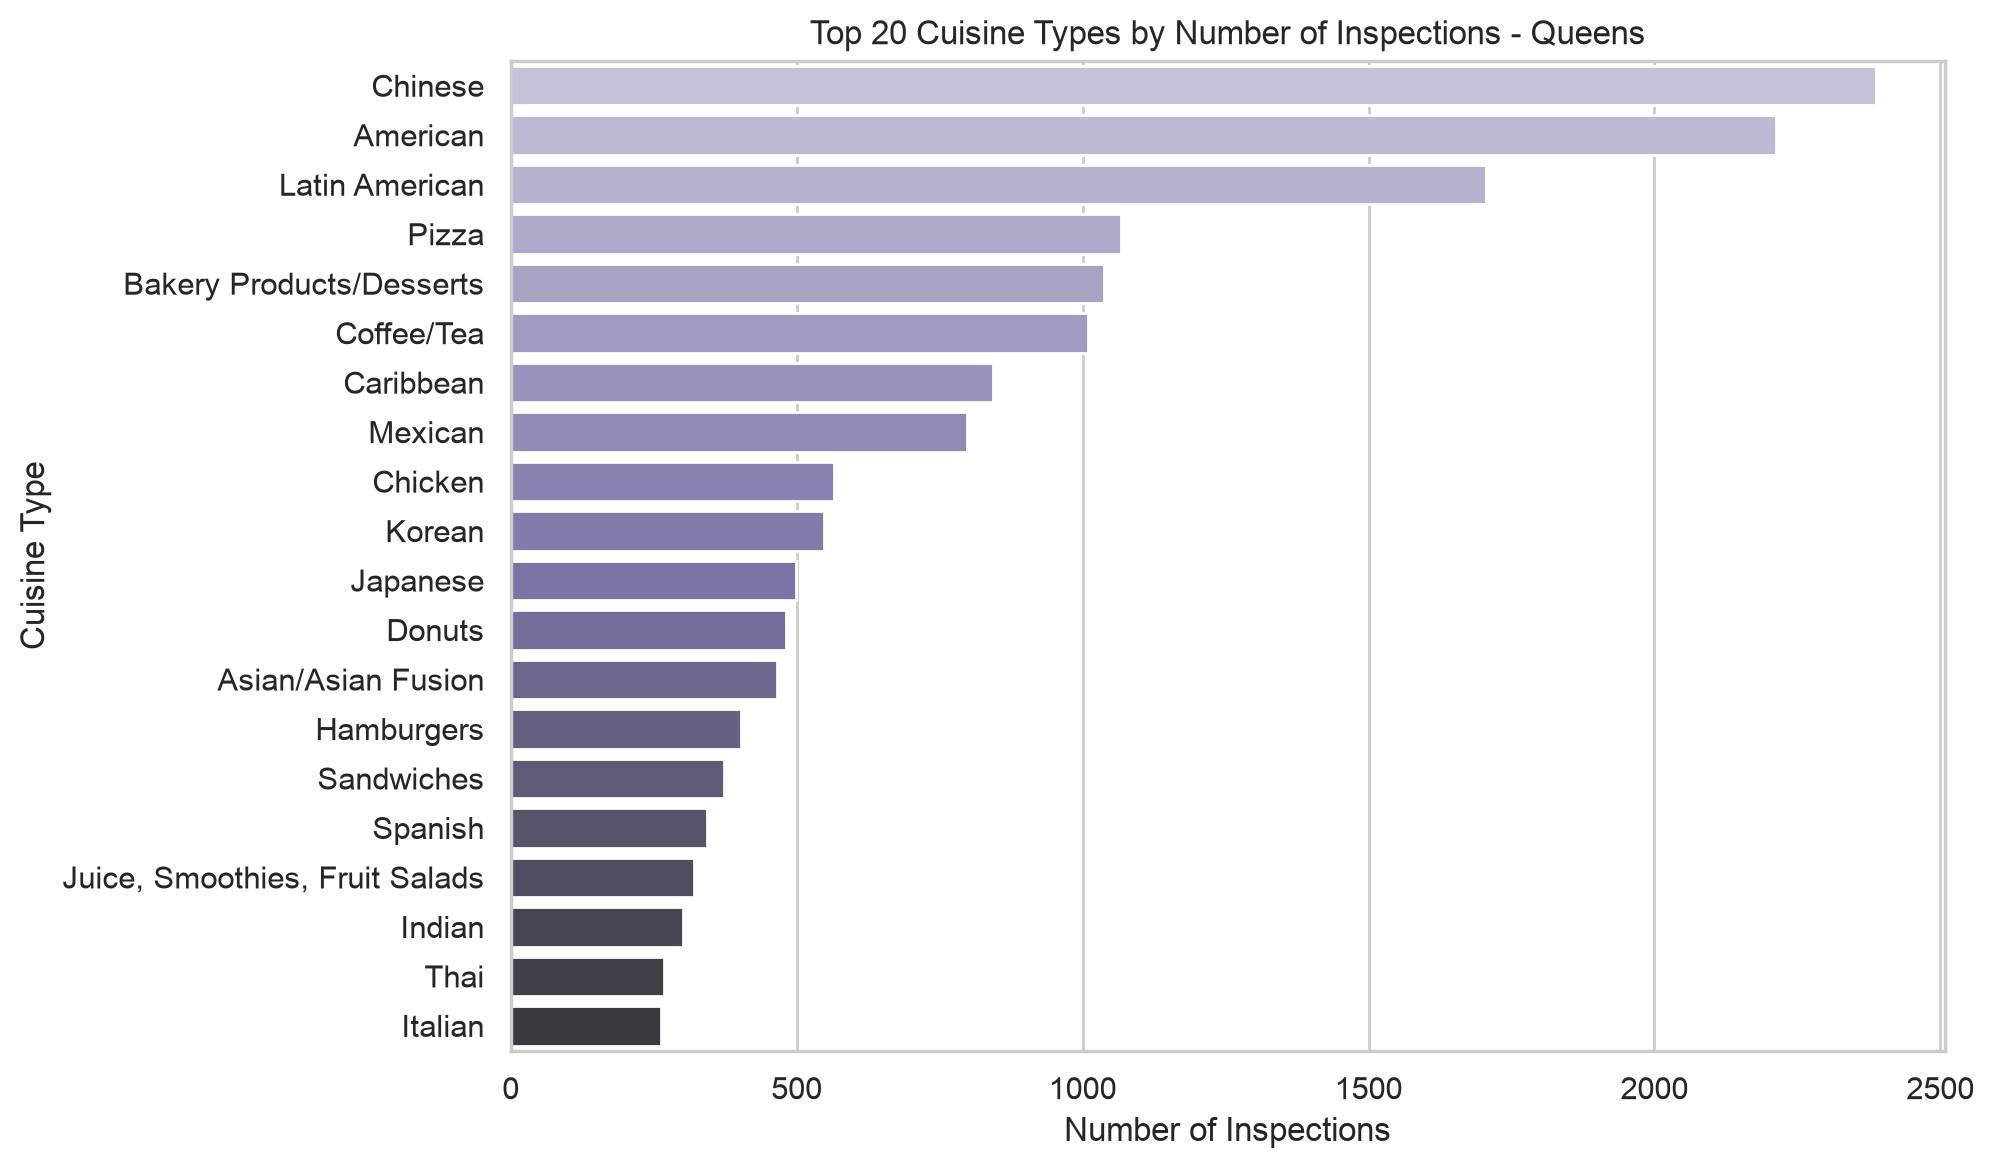 Top 20 Cuisine Types by Number of Inspections - Queens
Cuisine Type
Chinese
American
Latin American
Pizza
Bakery Products/Desserts
Coffee/Tea
Caribbean
Mexican
Chicken
Korean
Japanese
Donuts
Asian/Asian Fusion
Hamburgers
Sandwiches
Spanish
Juice, Smoothies, Fruit Salads
Indian
Thai
Italian
0 500 1000 1500 2000 2500
Number of Inspections